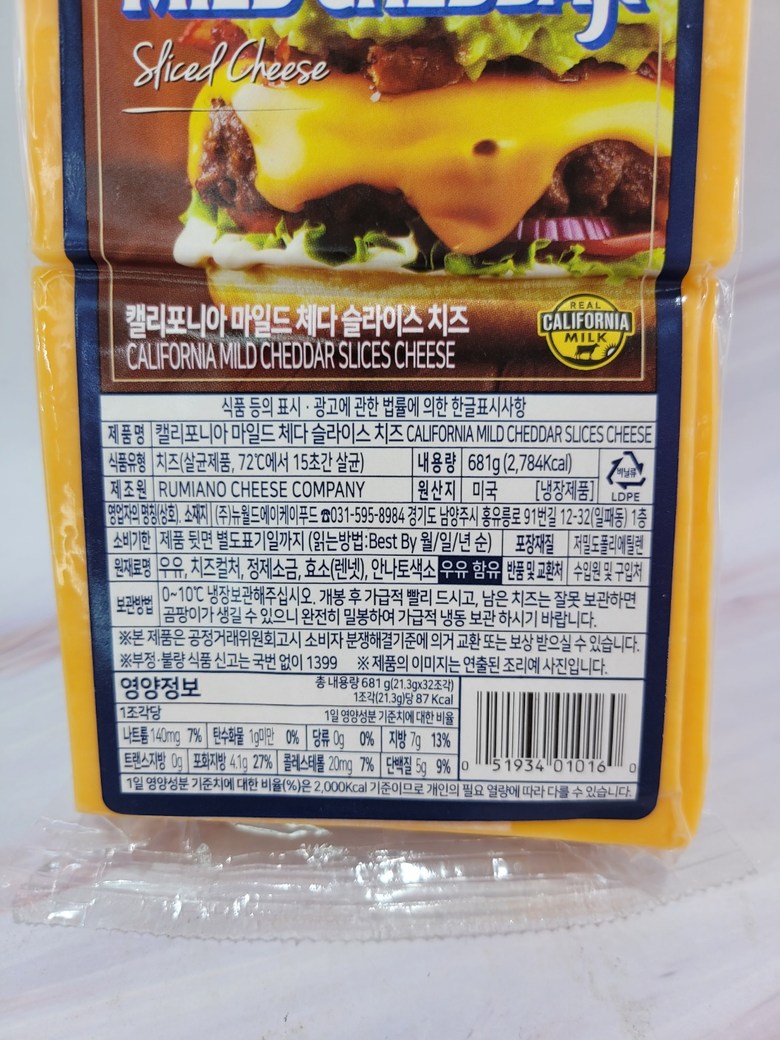 MILD CHEDDAR
Sliced Cheese
캘리포니아 마일드 체다 슬라이스 치즈
CALIFORNIA MILD CHEDDAR SLICES CHEESE
REAL
CALIFORNIA
MILK
식품 등의 표시 · 광고에 관한 법률에 의한 한글표시사항
제품명 캘리포니아 마일드 체다 슬라이스 치즈 CALIFORNIA MILD CHEDDAR SLICES CHEESE
식품유형 치즈(살균제품, 72℃에서 15초간 살균) 내용량 681g (2,784Kcal)
비닐류
LDPE
제조원 RUMIANO CHEESE COMPANY 원산지 미국 [냉장제품]
영업자의 명칭(상호). 소재지 (주)뉴월드에이케이푸드 ☎031-595-8984 경기도 남양주시 홍유릉로 91번길 12-32(일패동) 1층
소비기한 제품 뒷면 별도표기일까지 (읽는방법:Best By 월/일/년 순) 포장재질 저밀도폴리에틸렌
원재료명 우유, 치즈컬처, 정제소금, 효소(렌넷), 안나토색소 우유 함유 반품 및 교환처 수입원 및 구입처
보관방법 0~10℃ 냉장보관해주십시오. 개봉 후 가급적 빨리 드시고, 남은 치즈는 잘못 보관하면
곰팡이가 생길 수 있으니 완전히 밀봉하여 가급적 냉동 보관 하시기 바랍니다.
※본 제품은 공정거래위원회고시 소비자 분쟁해결기준에 의거 교환 또는 보상 받으실 수 있습니다.
※부정·불량 식품 신고는 국번 없이 1399 ※ 제품의 이미지는 연출된 조리예 사진입니다.
영양정보 총 내용량 681 g(21.3gx32조각)
1조각(21.3g)당 87 Kcal
1조각당 1일 영양성분 기준치에 대한 비율
나트륨 140mg 7% 탄수화물 1g미만 0% 당류 0g 0% 지방 7g 13%
트랜스지방 0g 포화지방 4.1g 27% 콜레스테롤 20mg 7% 단백질 5g 9%
1일 영양성분 기준치에 대한 비율(%)은 2,000Kcal 기준이므로 개인의 필요 열량에 따라 다를 수 있습니다.
0 51934 01016 0